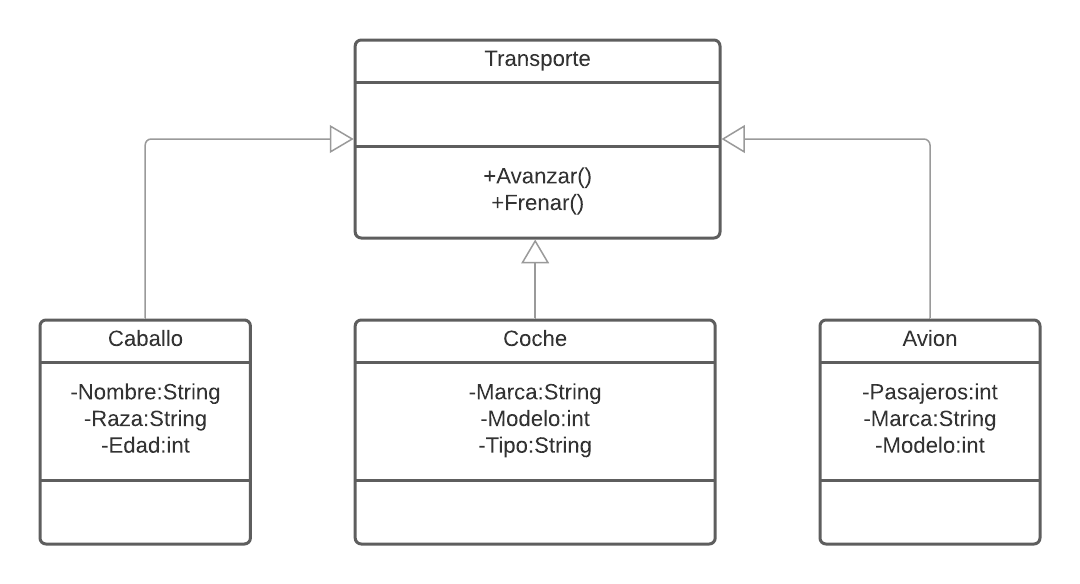 Transporte
+Avanzar()
+Frenar()
Caballo
-Nombre:String
-Raza:String
-Edad:int
Coche
-Marca:String
-Modelo:int
-Tipo:String
Avion
-Pasajeros:int
-Marca:String
-Modelo:int